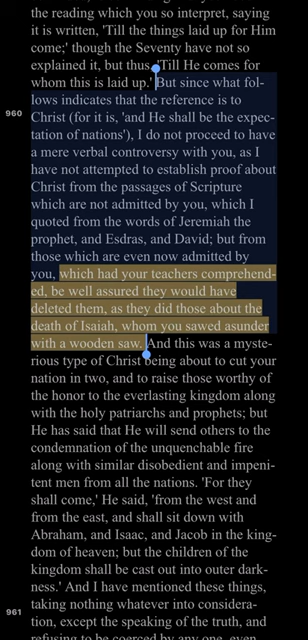 the reading which you so interpret, saying
it is written, 'Till the things laid up for Him
come;' though the Seventy have not so
explained it, but thus, 'Till He comes for
whom this is laid up.' But since what fol-
960
lows indicates that the reference is to
Christ (for it is, 'and He shall be the expec-
tation of nations'), I do not proceed to have
a mere verbal controversy with you, as I
have not attempted to establish proof about
Christ from the passages of Scripture
which are not admitted by you, which I
quoted from the words of Jeremiah the
prophet, and Esdras, and David; but from
those which are even now admitted by
you, which had your teachers comprehend-
ed, be well assured they would have
deleted them, as they did those about the
death of Isaiah, whom you sawed asunder
with a wooden saw. And this was a myste-
rious type of Christ being about to cut your
nation in two, and to raise those worthy of
the honor to the everlasting kingdom along
with the holy patriarchs and prophets; but
He has said that He will send others to the
condemnation of the unquenchable fire
along with similar disobedient and impeni-
tent men from all the nations. 'For they
shall come,' He said, 'from the west and
from the east, and shall sit down with
Abraham, and Isaac, and Jacob in the king-
dom of heaven; but the children of the
kingdom shall be cast out into outer dark-
ness.' And I have mentioned these things,
961
taking nothing whatever into considera-
tion, except the speaking of the truth, and
refusing to be coerced by any one, even